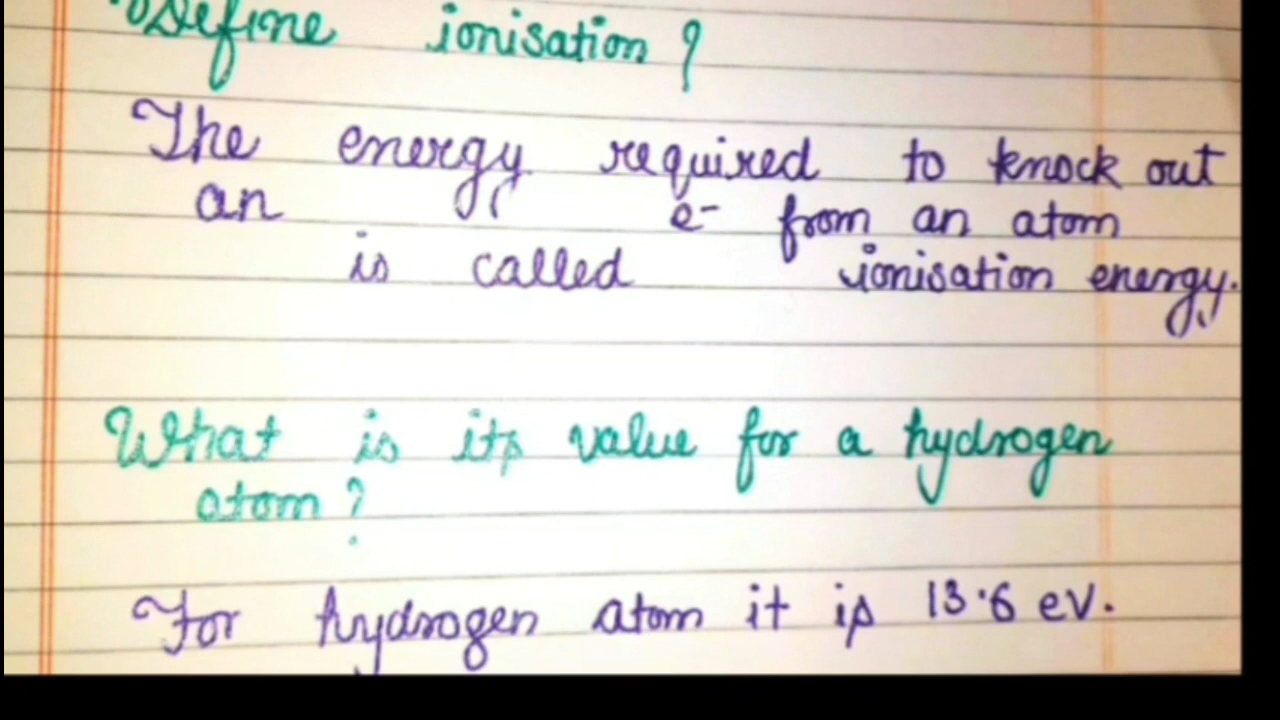 Define ionisation?
The energy required to knock out
an e- from an atom
is called ionisation energy.
What is its value for a hydrogen
atom?
For hydrogen atom it is 13.6 eV.